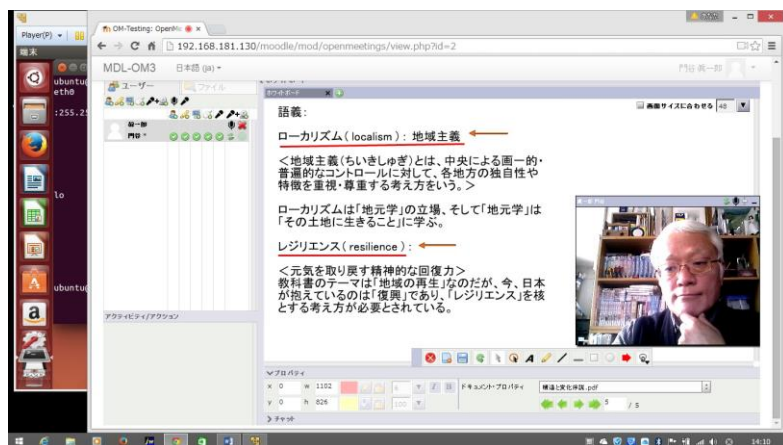 Player(P)
OM-Testing: OpenMe
192.168.181.130/moodle/mod/openmeetings/view.php?id=2
端末
MDL-OM3 日本語 (ja)
ubuntu
eth0
:255.25
lo
ubuntu
ユーザー
ファイル
ホワイトボード
画面サイズに合わせる 48
語義:
ローカリズム(localism): 地域主義
<地域主義(ちいきしゅぎ)とは、中央による画一的・
普遍的なコントロールに対して、各地方の独自性や
特徴を重視・尊重する考え方をいう。>
ローカリズムは「地元学」の立場、そして「地元学」は
「その土地に生きること」に学ぶ。
レジリエンス(resilience):
<元気を取り戻す精神的な回復力>
教科書のテーマは「地域の再生」なのだが、今、日本
が抱えているのは「復興」であり、「レジリエンス」を核
とする考え方が必要とされている。
アクティビティ/アクション
プロパティ
x 0 w 1102
ドキュメント・プロパティ
y 0 h 826 100
5 / 5
チャット
14:10